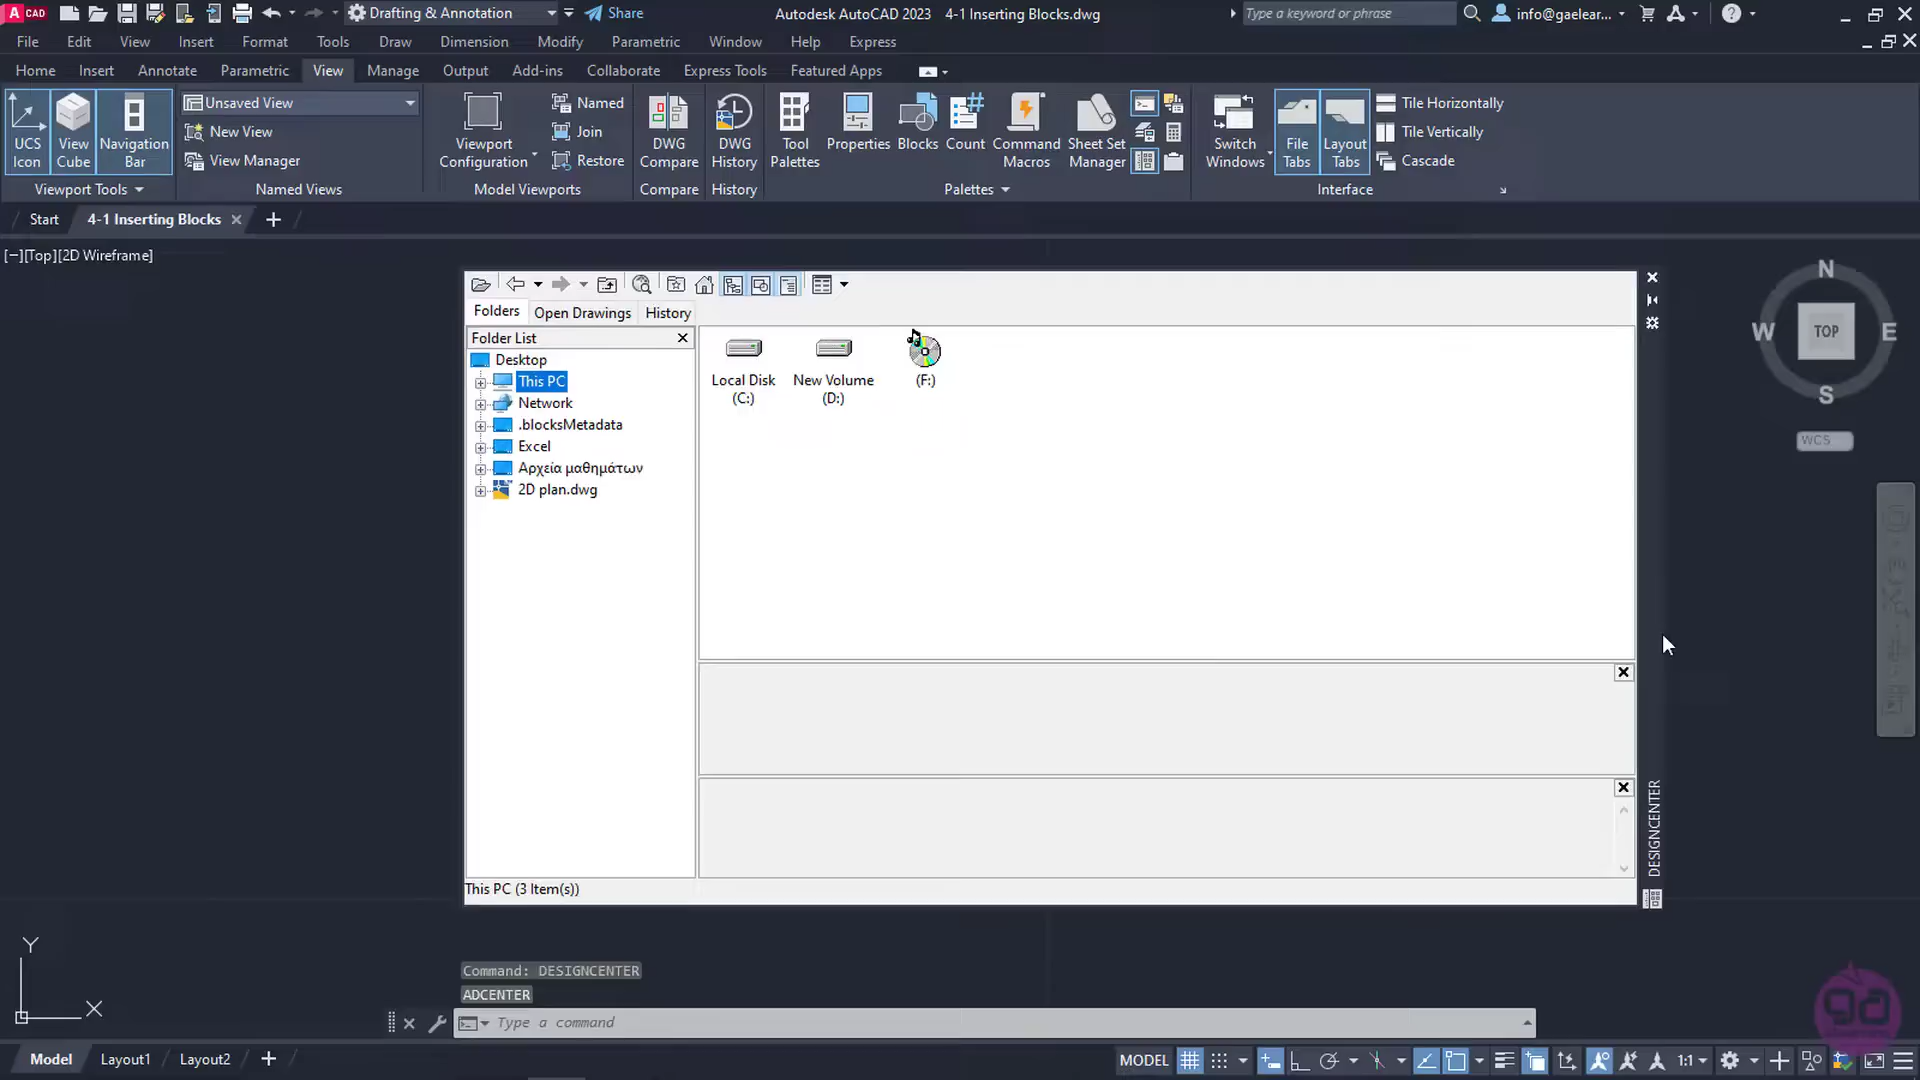 A CAD
Drafting & Annotation
Share
Autodesk AutoCAD 2023 4-1 Inserting Blocks.dwg
Type a keyword or phrase
info@gaelear...
File Edit View Insert Format Tools Draw Dimension Modify Parametric Window Help Express
Home Insert Annotate Parametric View Manage Output Add-ins Collaborate Express Tools Featured Apps
UCS Icon
View Cube
Navigation Bar
Viewport Tools
Unsaved View
New View
View Manager
Named Views
Viewport Configuration
Named
Join
Restore
Model Viewports
DWG Compare
Compare
DWG History
History
Tool Palettes
Properties
Blocks
Count
Command Macros
Sheet Set Manager
Palettes
Switch Windows
File Tabs
Layout Tabs
Tile Horizontally
Tile Vertically
Cascade
Interface
Start
4-1 Inserting Blocks
[−][Top][2D Wireframe]
Folders Open Drawings History
Folder List
Desktop
This PC
Network
.blocksMetadata
Excel
Αρχεία μαθημάτων
2D plan.dwg
Local Disk (C:)
New Volume (D:)
(F:)
This PC (3 Item(s))
DESIGNCENTER
N
W
TOP
E
S
WCS
Y
X
Command: DESIGNCENTER
ADCENTER
Type a command
Model Layout1 Layout2
MODEL
1:1
ga